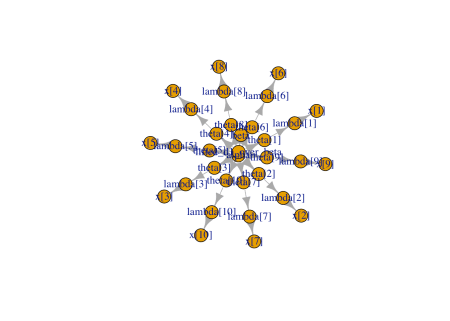 x[8]
x[6]
x[4]
lambda[8]
lambda[6]
lambda[4]
x[1]
lambda[1]
theta[8]
theta[6]
theta[4]
theta[1]
x[5]
lambda[5]
theta[9]
lambda[9]
x[9]
theta[3]
theta[2]
lambda[3]
theta[7]
x[3]
lambda[2]
lambda[10]
lambda[7]
x[2]
x[10]
x[7]